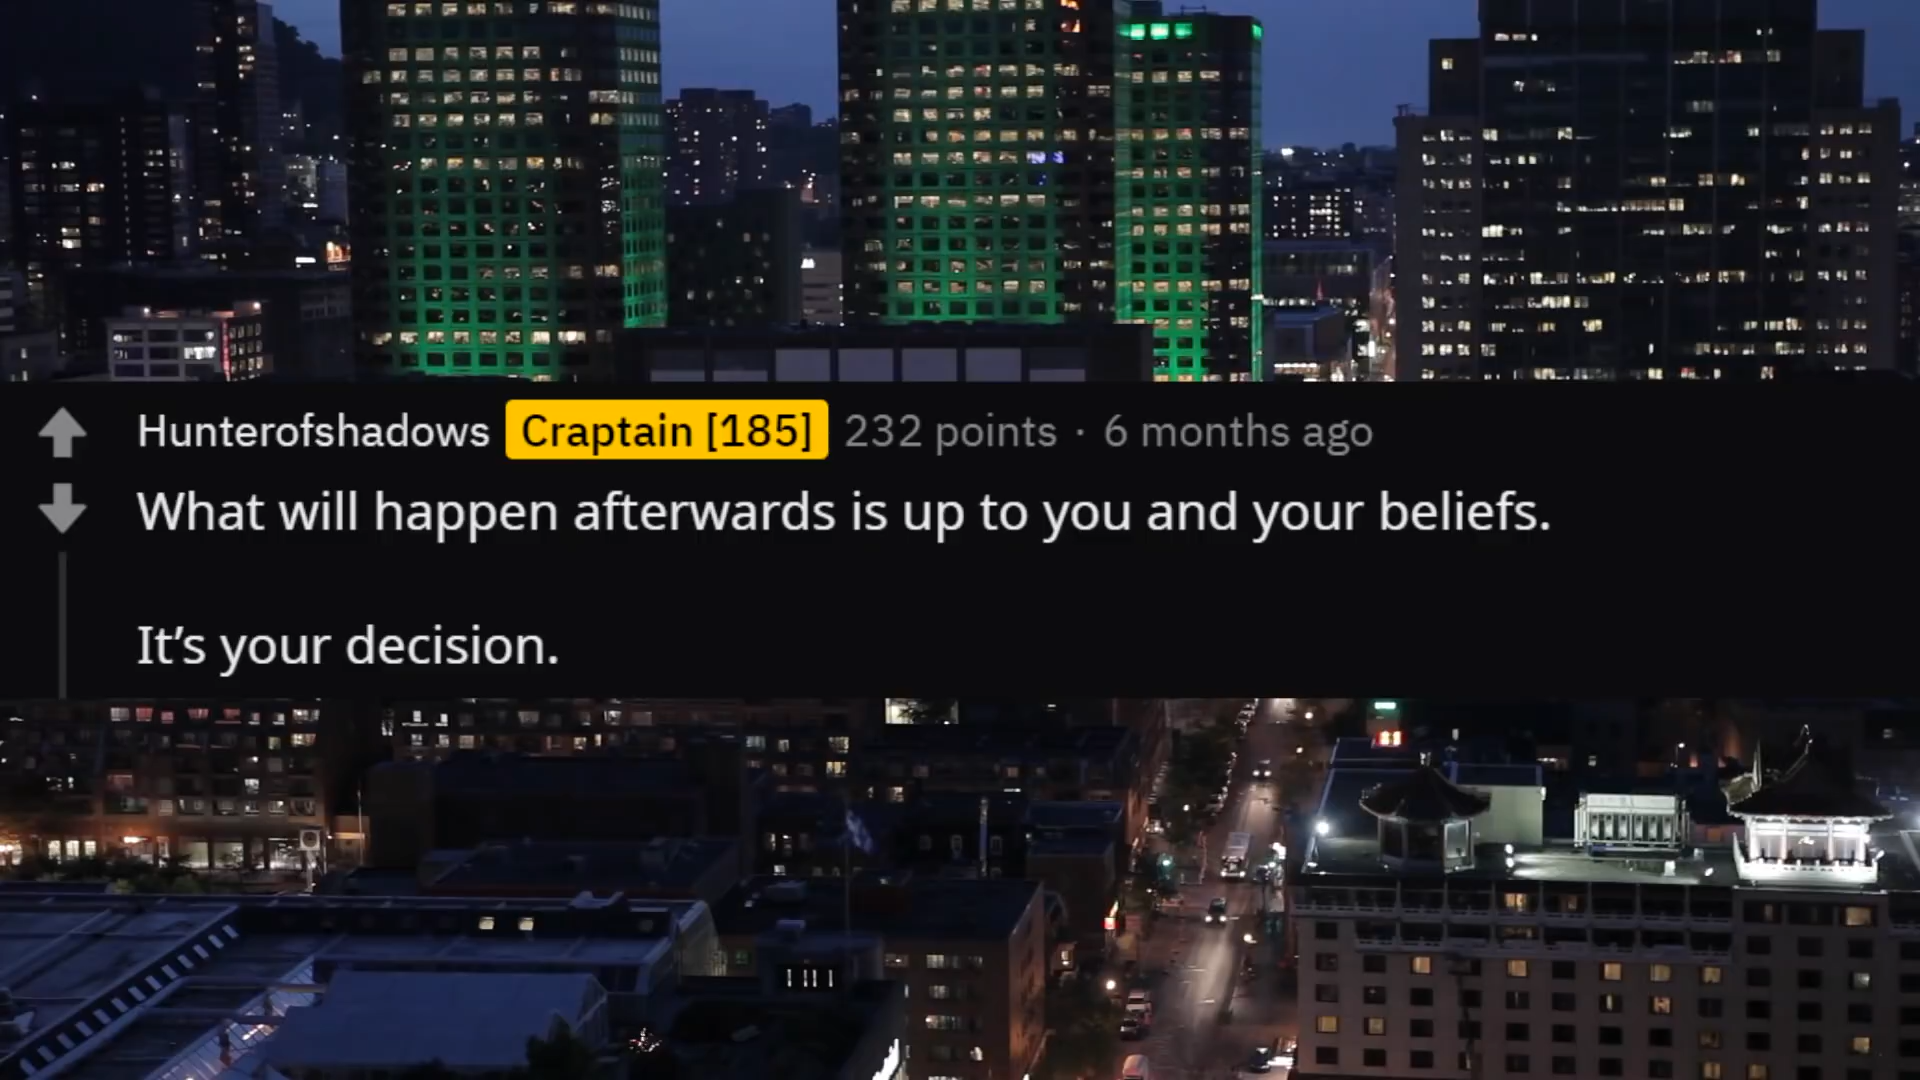 Hunterofshadows Craptain [185] 232 points · 6 months ago
What will happen afterwards is up to you and your beliefs.
It’s your decision.